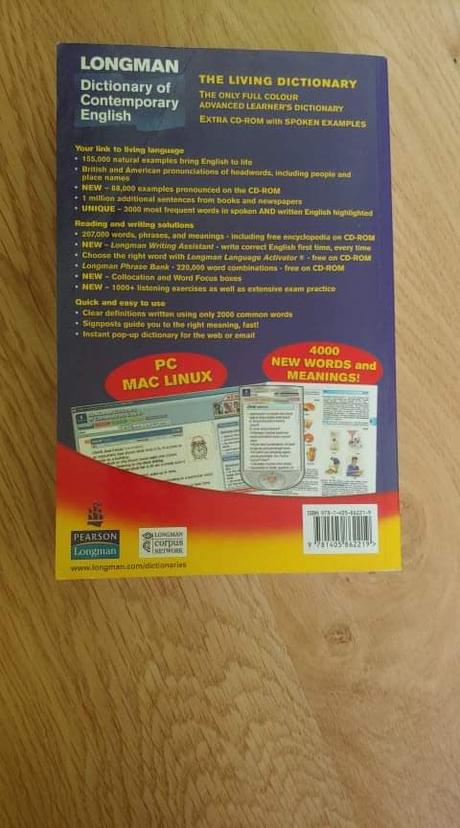 LONGMAN
Dictionary of
Contemporary
English
THE LIVING DICTIONARY
THE ONLY FULL COLOUR
ADVANCED LEARNER'S DICTIONARY
EXTRA CD-ROM with SPOKEN EXAMPLES
Your link to living language
• 155,000 natural examples bring English to life
• British and American pronunciations of headwords, including people and
place names
• NEW – 88,000 examples pronounced on the CD-ROM
• 1 million additional sentences from books and newspapers
• UNIQUE – 3000 most frequent words in spoken AND written English highlighted
Reading and writing solutions
• 207,000 words, phrases, and meanings - including free encyclopedia on CD-ROM
• NEW – Longman Writing Assistant - write correct English first time, every time
• Choose the right word with Longman Language Activator ® - free on CD-ROM
• Longman Phrase Bank - 220,000 word combinations - free on CD-ROM
• NEW – Collocation and Word Focus boxes
• NEW – 1000+ listening exercises as well as extensive exam practice
Quick and easy to use
• Clear definitions written using only 2000 common words
• Signposts guide you to the right meaning, fast!
• Instant pop-up dictionary for the web or email
PC
MAC LINUX
4000
NEW WORDS and
MEANINGS!
PEARSON
Longman
LONGMAN
corpus
NETWORK
www.longman.com/dictionaries
ISBN 978-1-405-86221-9
9 781405 862219 >